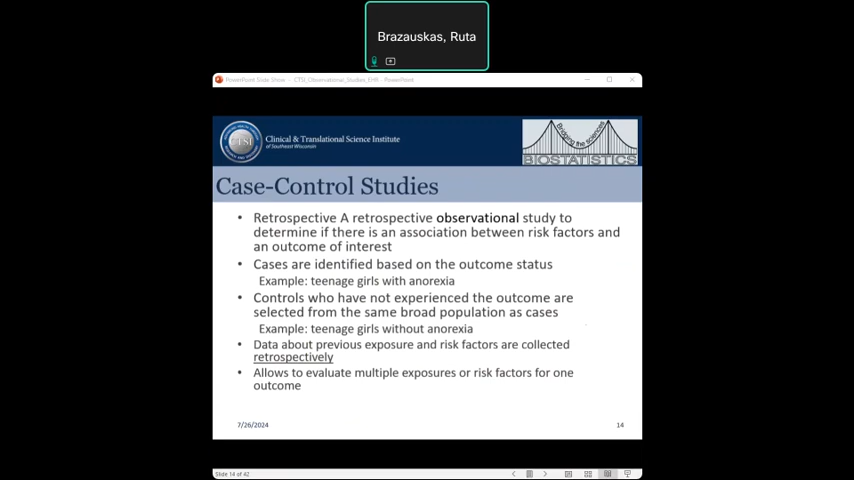 Brazauskas, Ruta
PowerPoint Slide Show - CTSI_Observational_Studies_EHR - PowerPoint
CTSI
Clinical & Translational Science Institute
of Southeast Wisconsin
Bridging the Sciences
BIOSTATISTICS
Case-Control Studies
• Retrospective A retrospective observational study to
determine if there is an association between risk factors and
an outcome of interest
• Cases are identified based on the outcome status
Example: teenage girls with anorexia
• Controls who have not experienced the outcome are
selected from the same broad population as cases
Example: teenage girls without anorexia
• Data about previous exposure and risk factors are collected
retrospectively
• Allows to evaluate multiple exposures or risk factors for one
outcome
7/26/2024
14
Slide 14 of 42